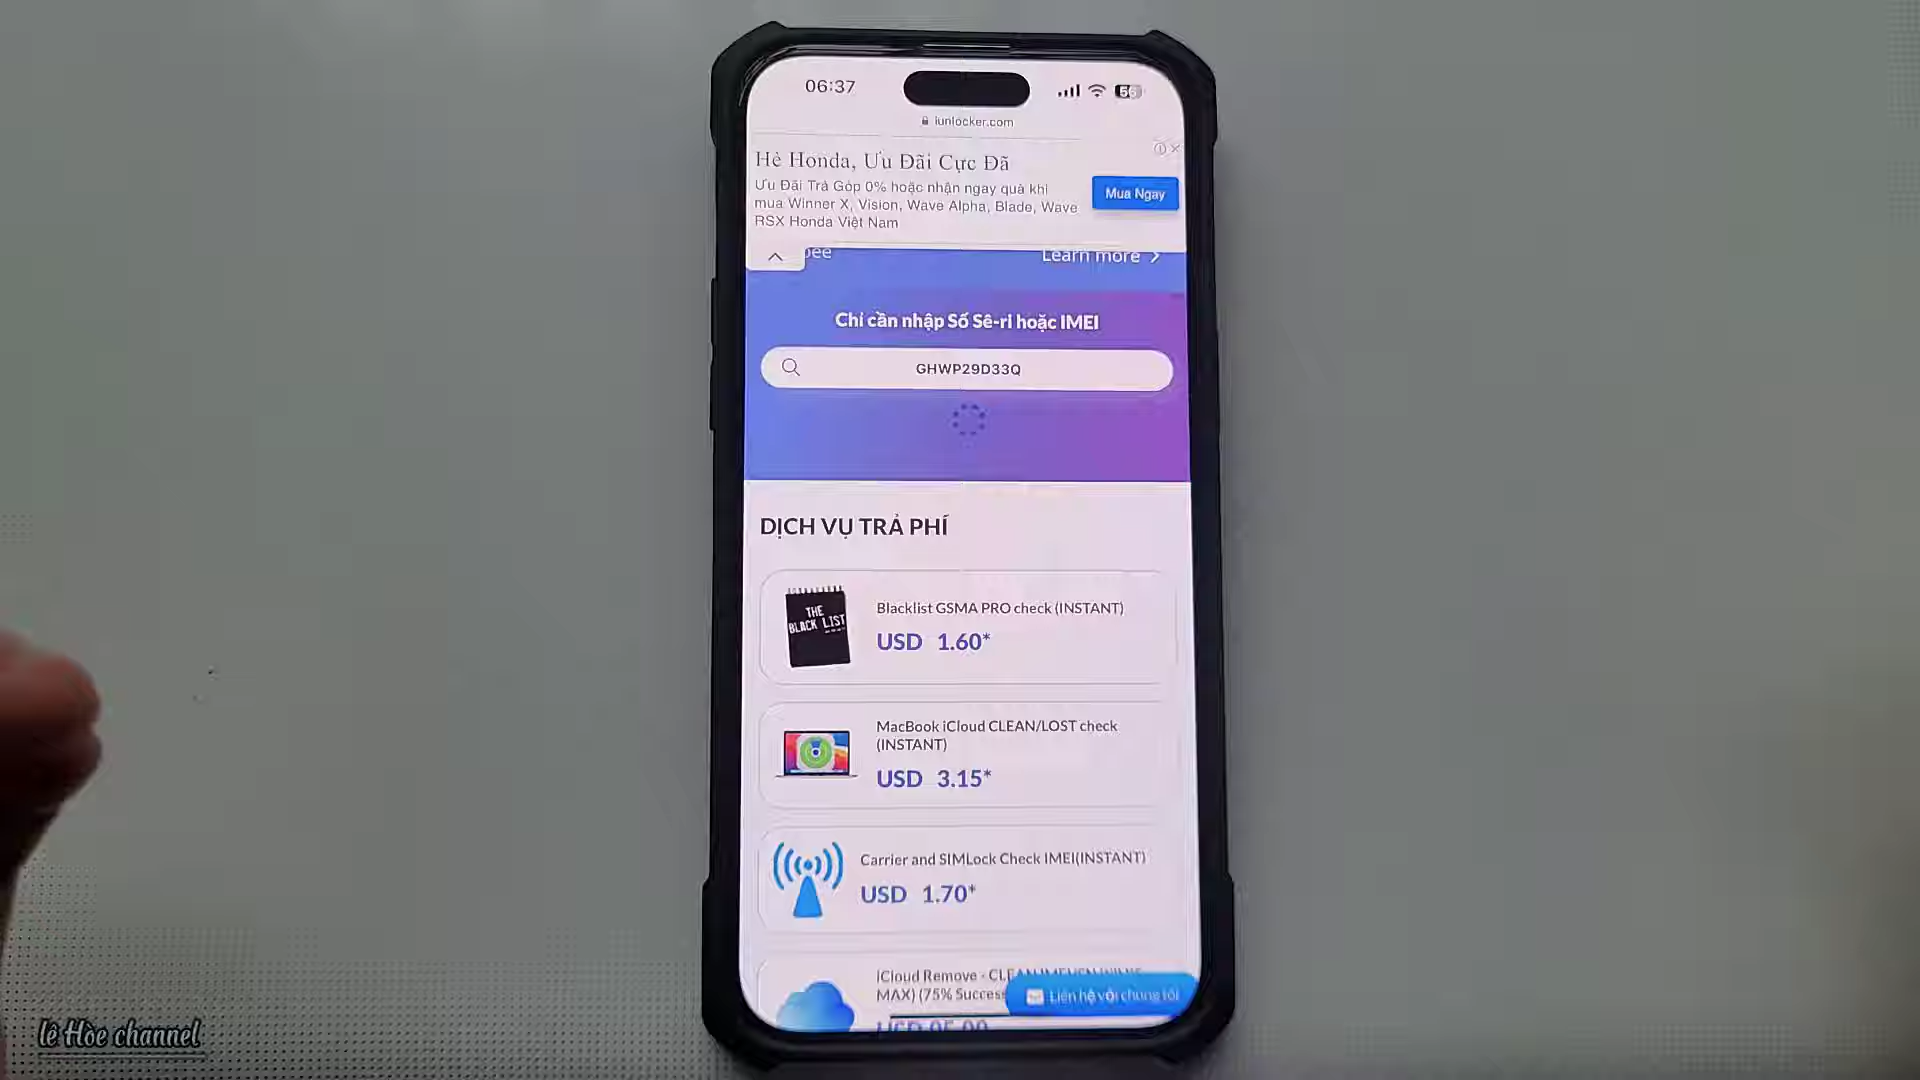 06:37
56
iunlocker.com
Hè Honda, Ưu Đãi Cực Đã
Ưu Đãi Trả Góp 0% hoặc nhận ngay quà khi
mua Winner X, Vision, Wave Alpha, Blade, Wave
RSX Honda Việt Nam
Mua Ngay
pee
Learn more
Chỉ cần nhập Số Sê-ri hoặc IMEI
GHWP29D33Q
DỊCH VỤ TRẢ PHÍ
THE
BLACK LIST
Blacklist GSMA PRO check (INSTANT)
USD 1.60*
MacBook iCloud CLEAN/LOST check
(INSTANT)
USD 3.15*
Carrier and SIMLock Check IMEI(INSTANT)
USD 1.70*
iCloud Remove -
MAX) (75% Success
Liên hệ với chúng tôi
USD
lê Hòe channel